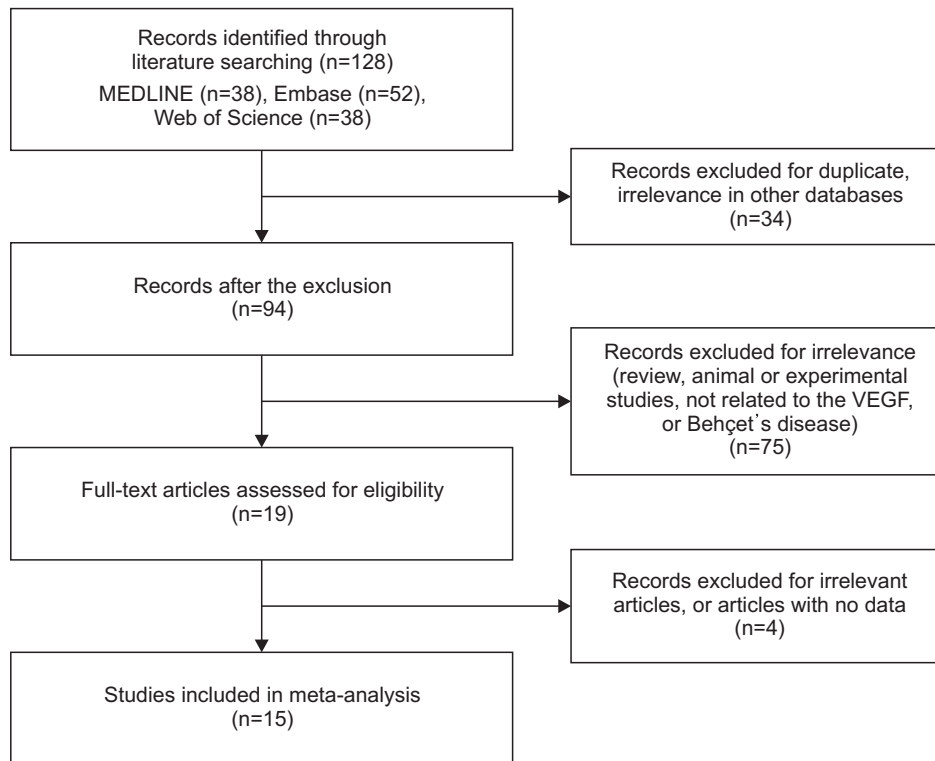 Records identified through
literature searching (n=128)
MEDLINE (n=38), Embase (n=52),
Web of Science (n=38)
Records excluded for duplicate,
irrelevance in other databases
(n=34)
Records after the exclusion
(n=94)
Records excluded for irrelevance
(review, animal or experimental
studies, not related to the VEGF,
or Behçet's disease)
(n=75)
Full-text articles assessed for eligibility
(n=19)
Records excluded for irrelevant
articles, or articles with no data
(n=4)
Studies included in meta-analysis
(n=15)